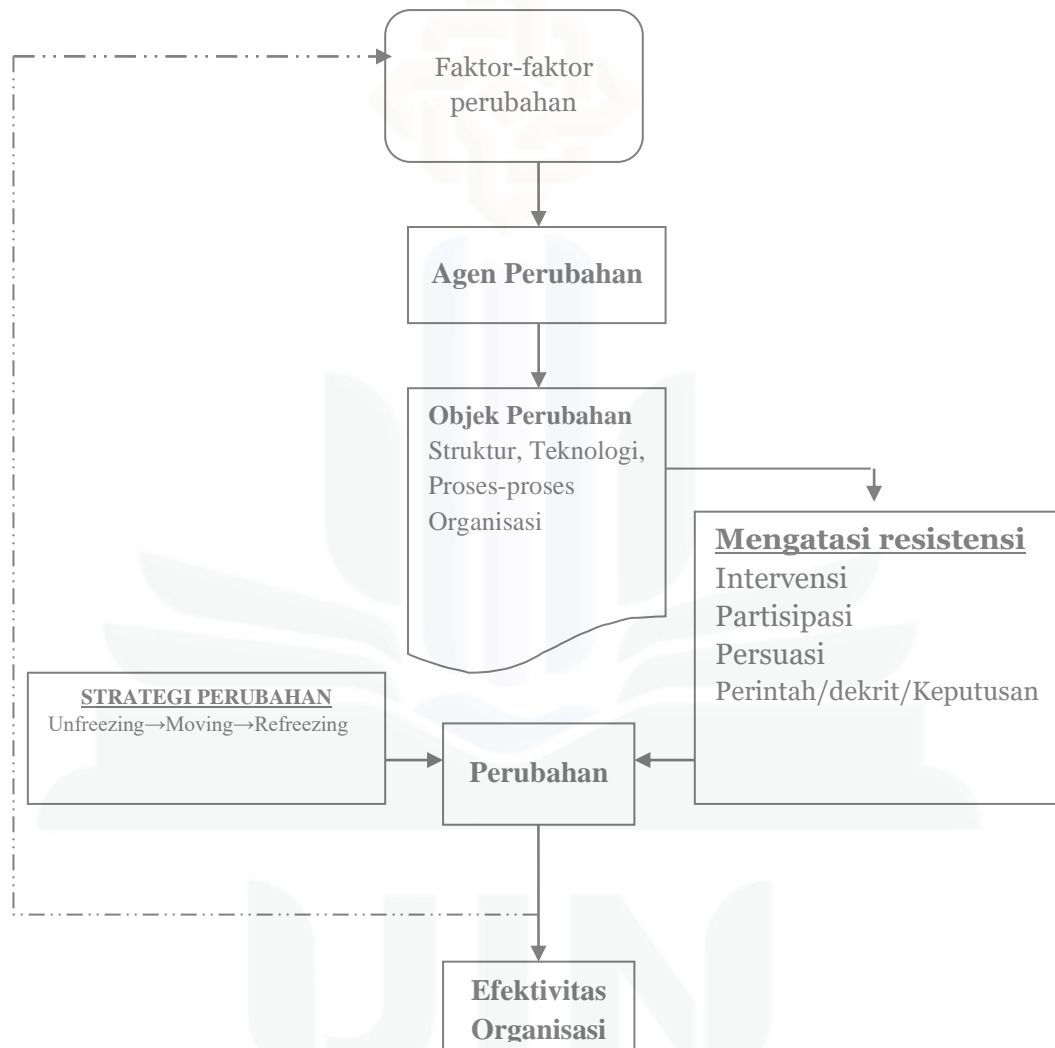 Faktor-faktor
perubahan
Agen Perubahan
Objek Perubahan
Struktur, Teknologi,
Proses-proses
Organisasi
Mengatasi resistensi
Intervensi
Partisipasi
Persuasi
Perintah/dekrit/Keputusan
STRATEGI PERUBAHAN
Unfreezing→Moving→Refreezing
Perubahan
Efektivitas
Organisasi
UIN